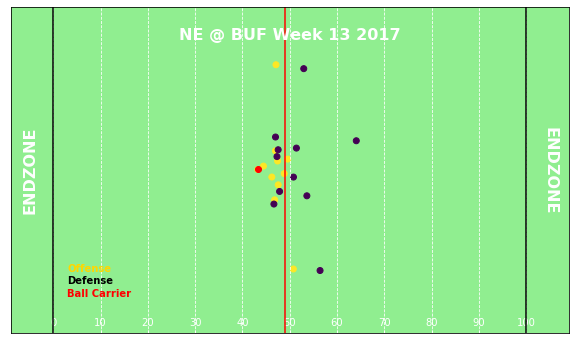 NE @ BUF Week 13 2017
ENDZONE
ENDZONE
Offense
Defense
Ball Carrier
0 10 20 30 40 50 60 70 80 90 100